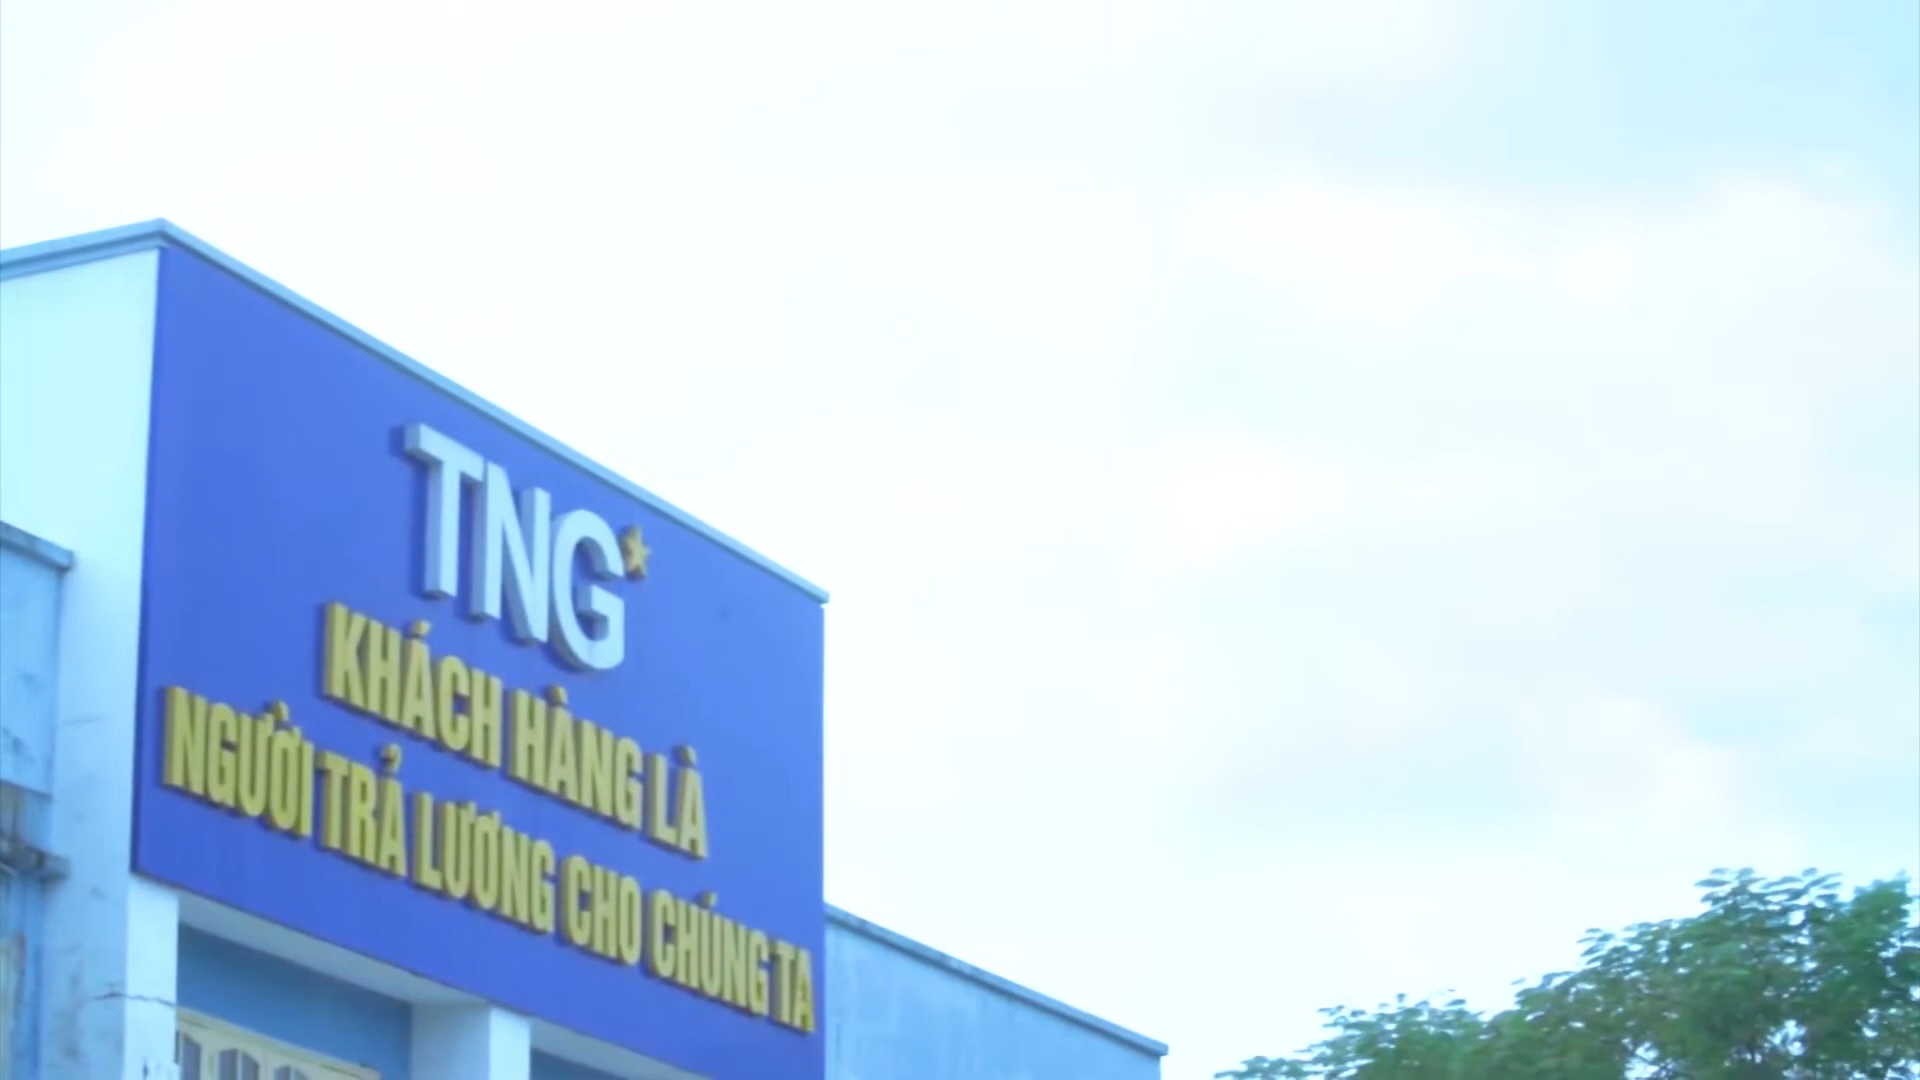 TNG
KHÁCH HÀNG LÀ
NGƯỜI TRẢ LƯƠNG CHO CHÚNG TA